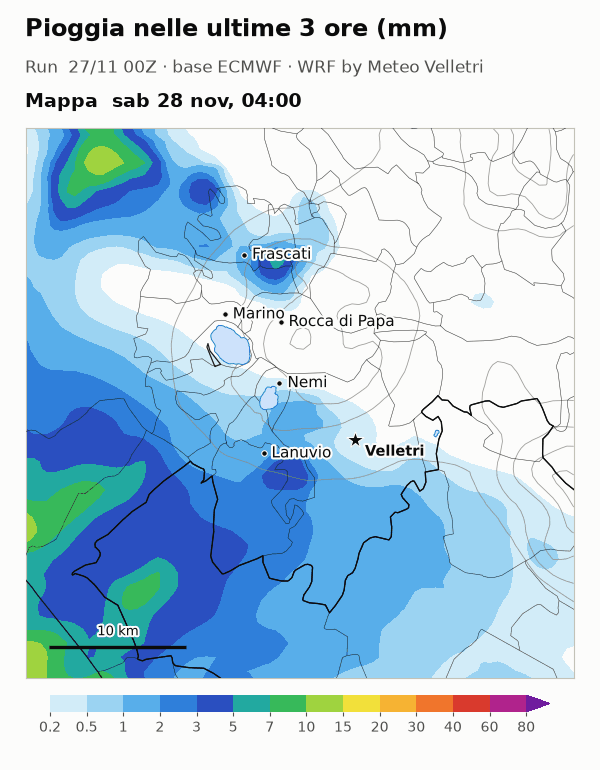 Pioggia nelle ultime 3 ore (mm)
Run 27/11 00Z · base ECMWF · WRF by Meteo Velletri
Mappa sab 28 nov, 04:00
Frascati
Marino
Rocca di Papa
Nemi
Velletri
Lanuvio
10 km
0.2 0.5 1 2 3 5 7 10 15 20 30 40 60 80